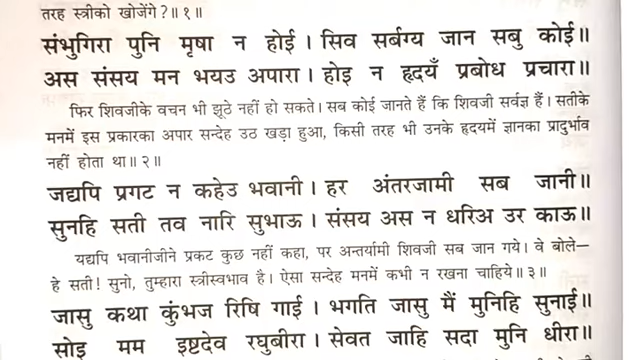 तरह स्त्रीको खोजेंगे?॥ १॥
संभुगिरा पुनि मृषा न होई। सिव सर्बग्य जान सबु कोई॥
अस संसय मन भयउ अपारा। होइ न हृदयँ प्रबोध प्रचारा॥
फिर शिवजीके वचन भी झूठे नहीं हो सकते। सब कोई जानते हैं कि शिवजी सर्वज्ञ हैं। सतीके
मनमें इस प्रकारका अपार सन्देह उठ खड़ा हुआ, किसी तरह भी उनके हृदयमें ज्ञानका प्रादुर्भाव
नहीं होता था॥ २॥
जद्यपि प्रगट न कहेउ भवानी। हर अंतरजामी सब जानी॥
सुनहि सती तव नारि सुभाऊ। संसय अस न धरिअ उर काऊ॥
यद्यपि भवानीजीने प्रकट कुछ नहीं कहा, पर अन्तर्यामी शिवजी सब जान गये। वे बोले—
हे सती! सुनो, तुम्हारा स्त्रीस्वभाव है। ऐसा सन्देह मनमें कभी न रखना चाहिये॥ ३॥
जासु कथा कुंभज रिषि गाई। भगति जासु मैं मुनिहि सुनाई॥
सोइ मम इष्टदेव रघुबीरा। सेवत जाहि सदा मुनि धीरा॥